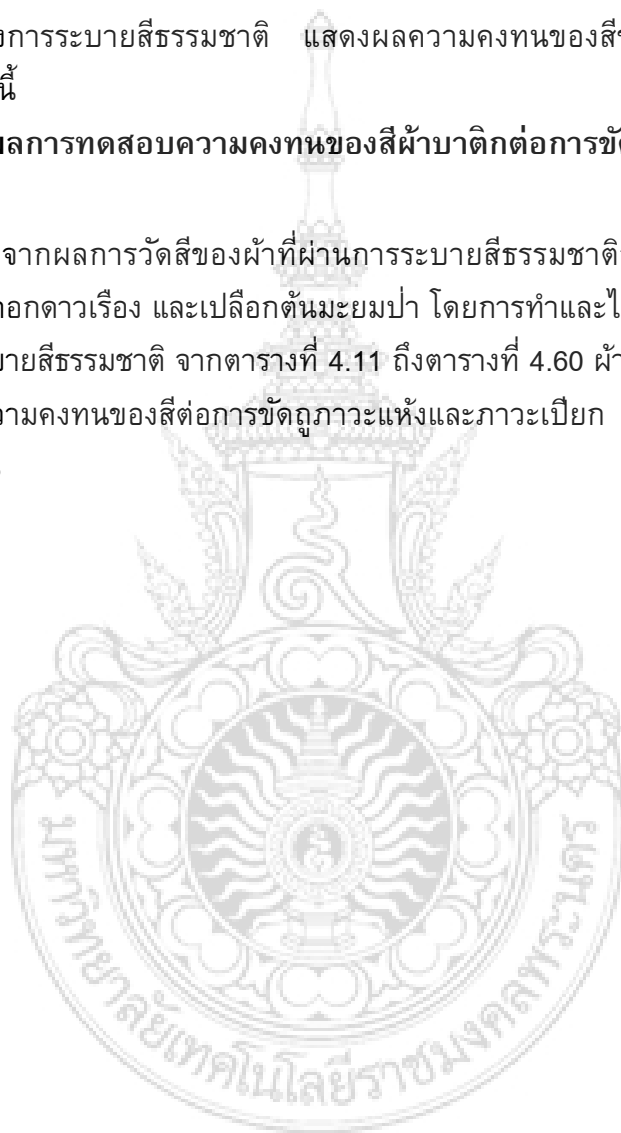 งการระบายสีธรรมชาติ แสดงผลความคงทนของสีข
นี้
ผลการทดสอบความคงทนของสีผ้าบาติกต่อการขัด
จากผลการวัดสีของผ้าที่ผ่านการระบายสีธรรมชาติ
ดอกดาวเรือง และเปลือกต้นมะยมป่า โดยการทำและไ
บายสีธรรมชาติ จากตารางที่ 4.11 ถึงตารางที่ 4.60 ผ้า
วามคงทนของสีต่อการขัดถูภาวะแห้งและภาวะเปียก
มหาวิทยาลัยเทคโนโลยีราชมงคลพระนคร